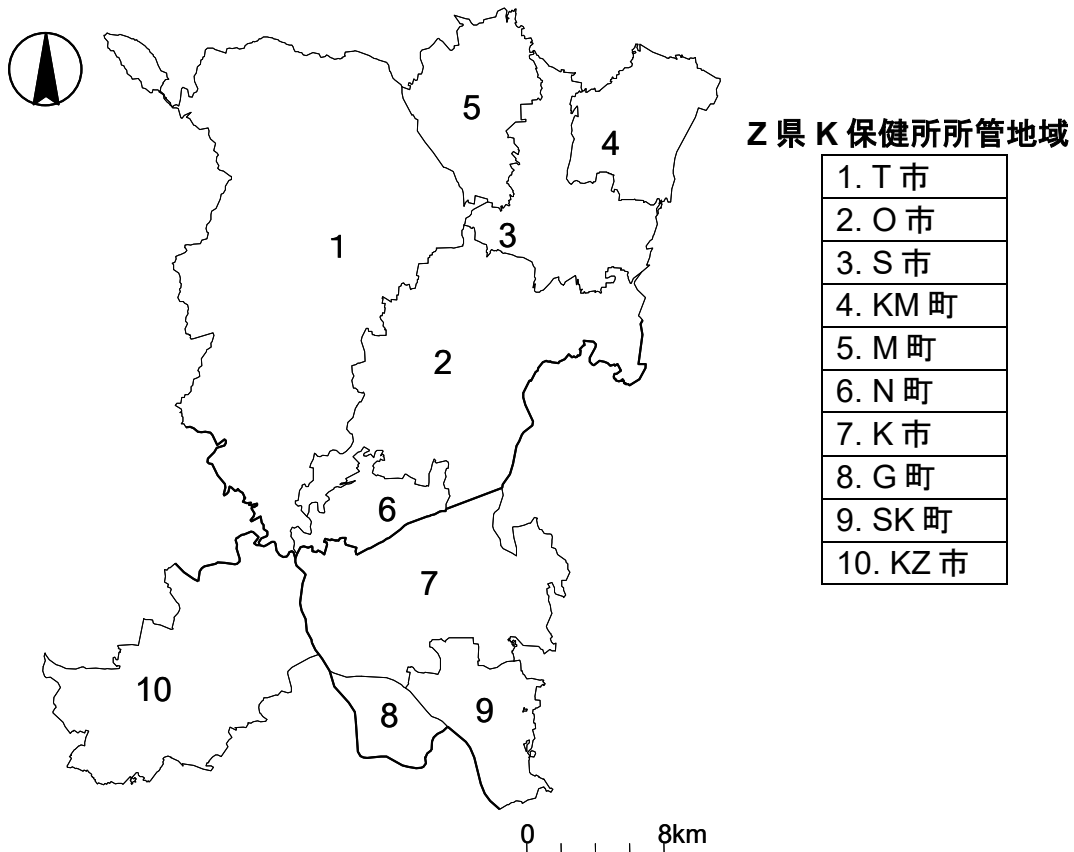 5
4
Z 県 K 保健所所管地域
1. T 市
2. O 市
3. S 市
4. KM 町
5. M 町
6. N 町
7. K 市
8. G 町
9. SK 町
10. KZ 市
3
1
2
6
7
10
8
9
0 8km